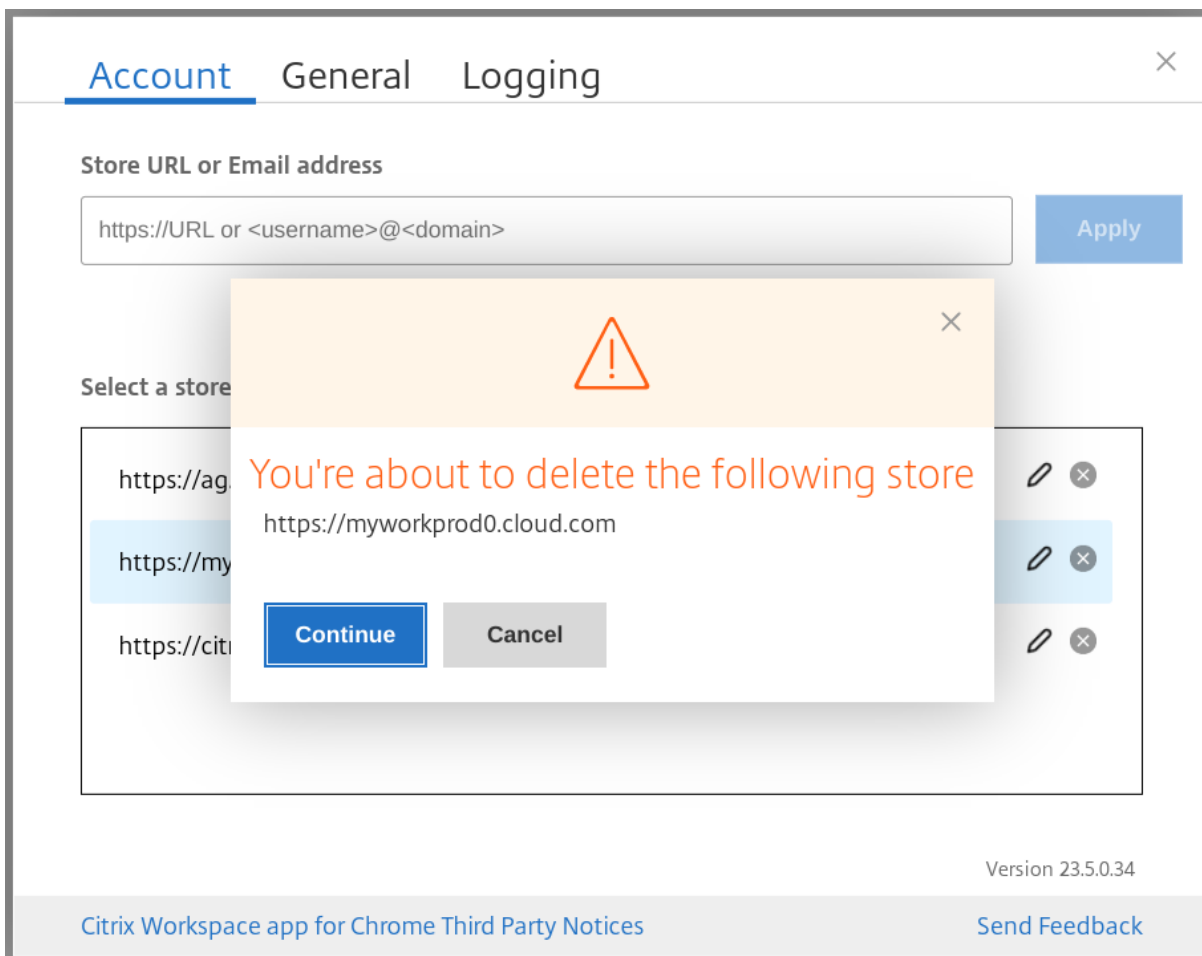 Account General Logging
Store URL or Email address
https://URL or <username>@<domain>
Apply
Select a store
You're about to delete the following store
https://myworkprod0.cloud.com
https://ag.
https://my
https://citr
Continue Cancel
Version 23.5.0.34
Citrix Workspace app for Chrome Third Party Notices
Send Feedback